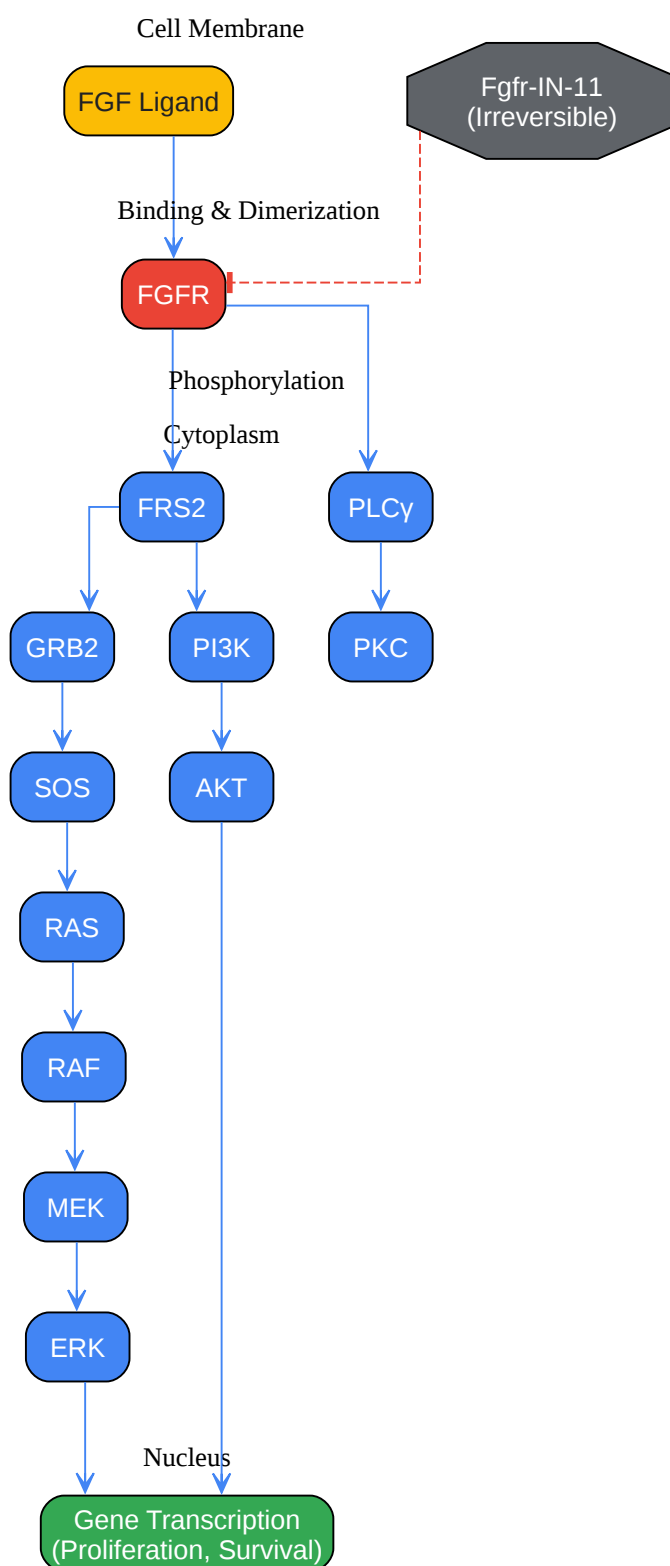 Cell Membrane
FGF Ligand
Fgfr-IN-11
(Irreversible)
Binding & Dimerization
FGFR
Phosphorylation
Cytoplasm
FRS2
PLCγ
GRB2
PI3K
PKC
SOS
AKT
RAS
RAF
MEK
ERK
Nucleus
Gene Transcription
(Proliferation, Survival)